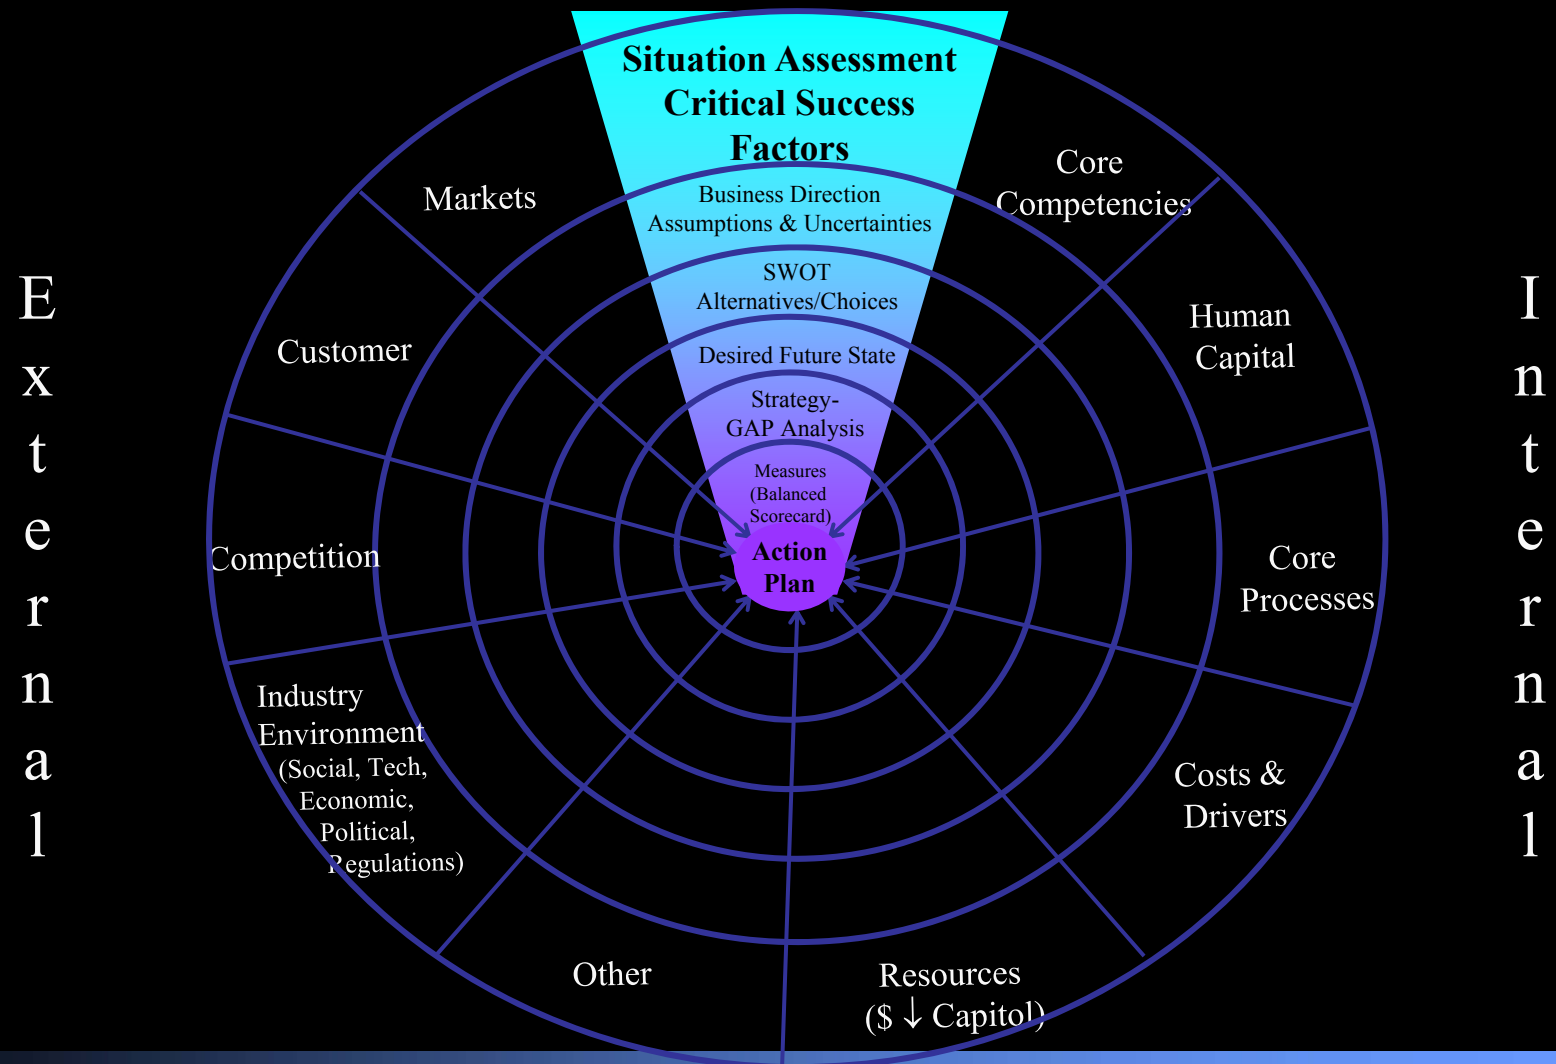 Situation Assessment
Critical Success
Factors
Business Direction
Assumptions & Uncertainties
SWOT
Alternatives/Choices
Desired Future State
Strategy-
GAP Analysis
Measures
(Balanced
Scorecard)
Action
Plan
External
Markets
Customer
Competition
Industry
Environment
(Social, Tech,
Economic,
Political,
Regulations)
Other
Internal
Core
Competencies
Human
Capital
Core
Processes
Costs &
Drivers
Resources
($ ↓ Capitol)